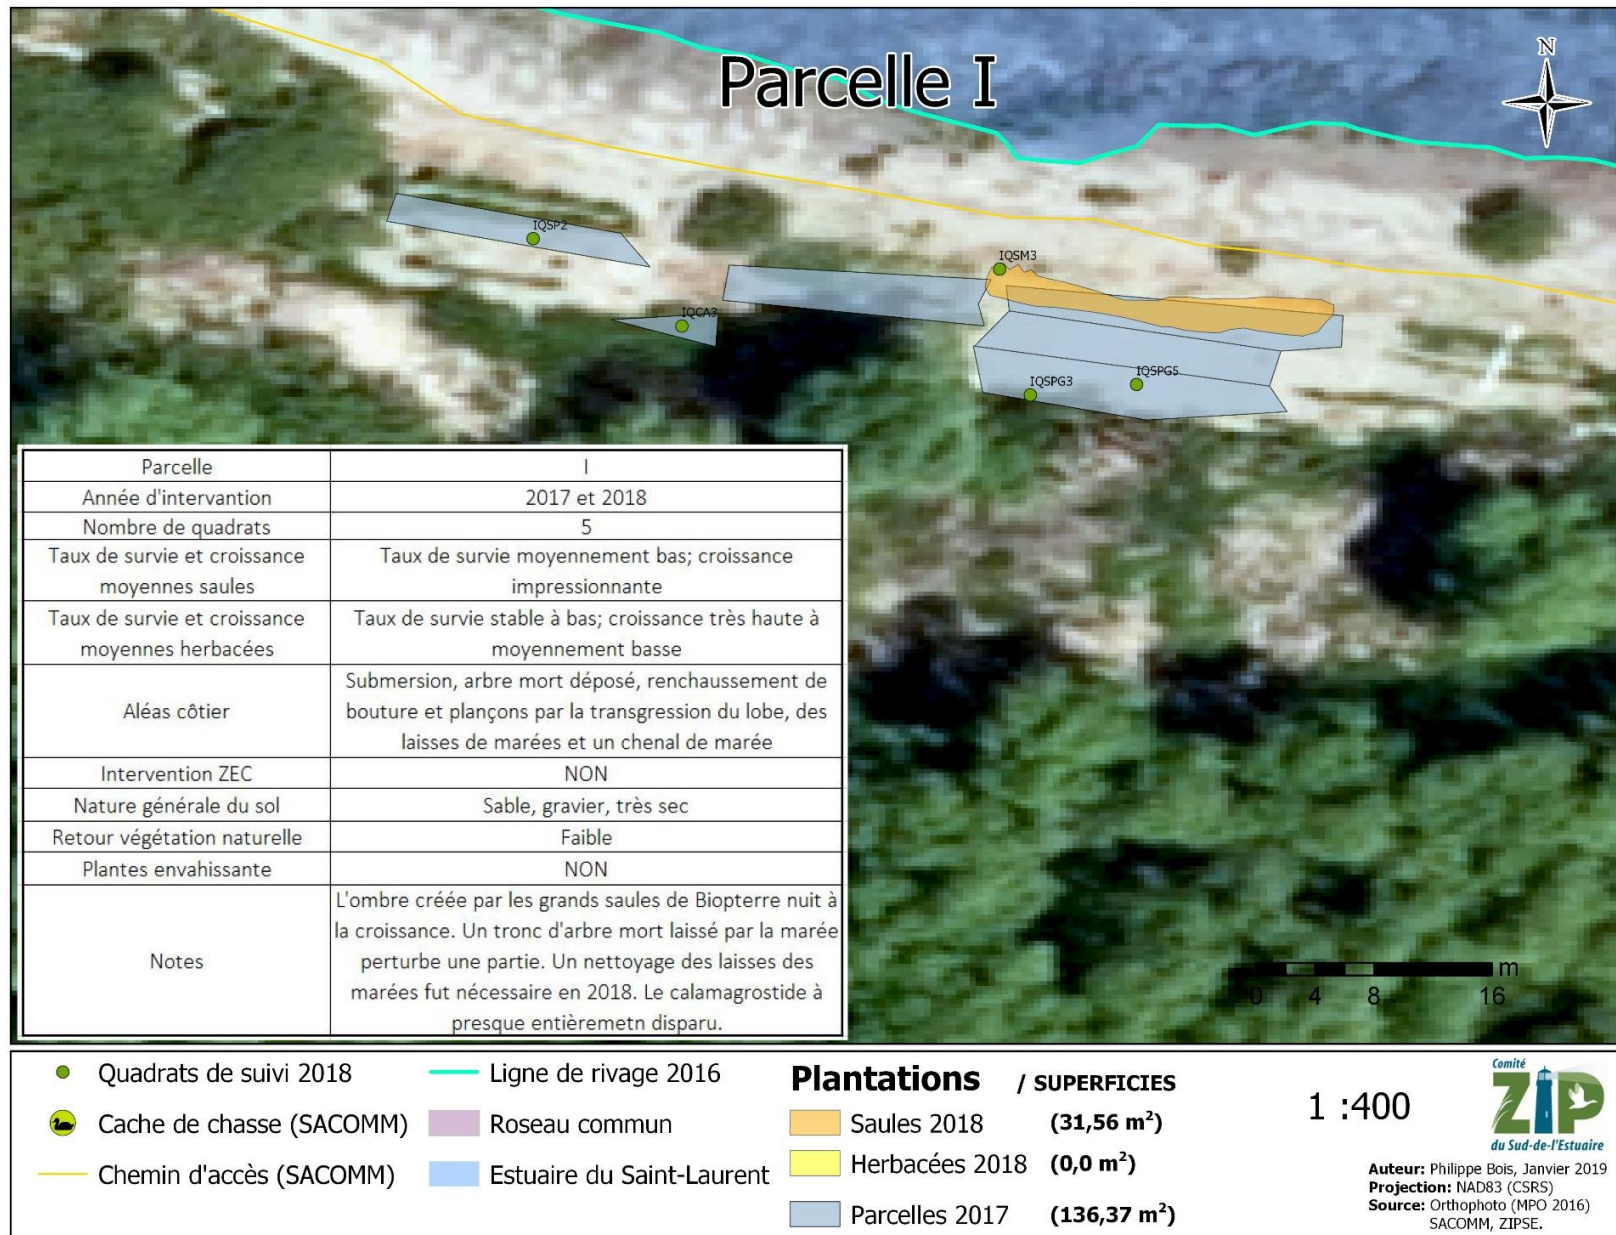 Parcelle I
N
IQSP2
IQSM3
IQCA3
IQSPG3
IQSPG5
Parcelle
I
Année d'intervantion
2017 et 2018
Nombre de quadrats
5
Taux de survie et croissance
moyennes saules
Taux de survie moyennement bas; croissance
impressionnante
Taux de survie et croissance
moyennes herbacées
Taux de survie stable à bas; croissance très haute à
moyennement basse
Aléas côtier
Submersion, arbre mort déposé, renchaussement de
bouture et plançons par la transgression du lobe, des
laisses de marées et un chenal de marée
Intervention ZEC
NON
Nature générale du sol
Sable, gravier, très sec
Retour végétation naturelle
Faible
Plantes envahissante
NON
Notes
L'ombre créée par les grands saules de Biopterre nuit à
la croissance. Un tronc d'arbre mort laissé par la marée
perturbe une partie. Un nettoyage des laisses des
marées fut nécessaire en 2018. Le calamagrostide à
presque entièremetn disparu.
m
0 4 8 16
Quadrats de suivi 2018
Cache de chasse (SACOMM)
Chemin d'accès (SACOMM)
Ligne de rivage 2016
Roseau commun
Estuaire du Saint-Laurent
Plantations / SUPERFICIES
Saules 2018 (31,56 m²)
Herbacées 2018 (0,0 m²)
Parcelles 2017 (136,37 m²)
1 :400
Comité
ZIP
du Sud-de-l'Estuaire
Auteur: Philippe Bois, Janvier 2019
Projection: NAD83 (CSRS)
Source: Orthophoto (MPO 2016)
SACOMM, ZIPSE.